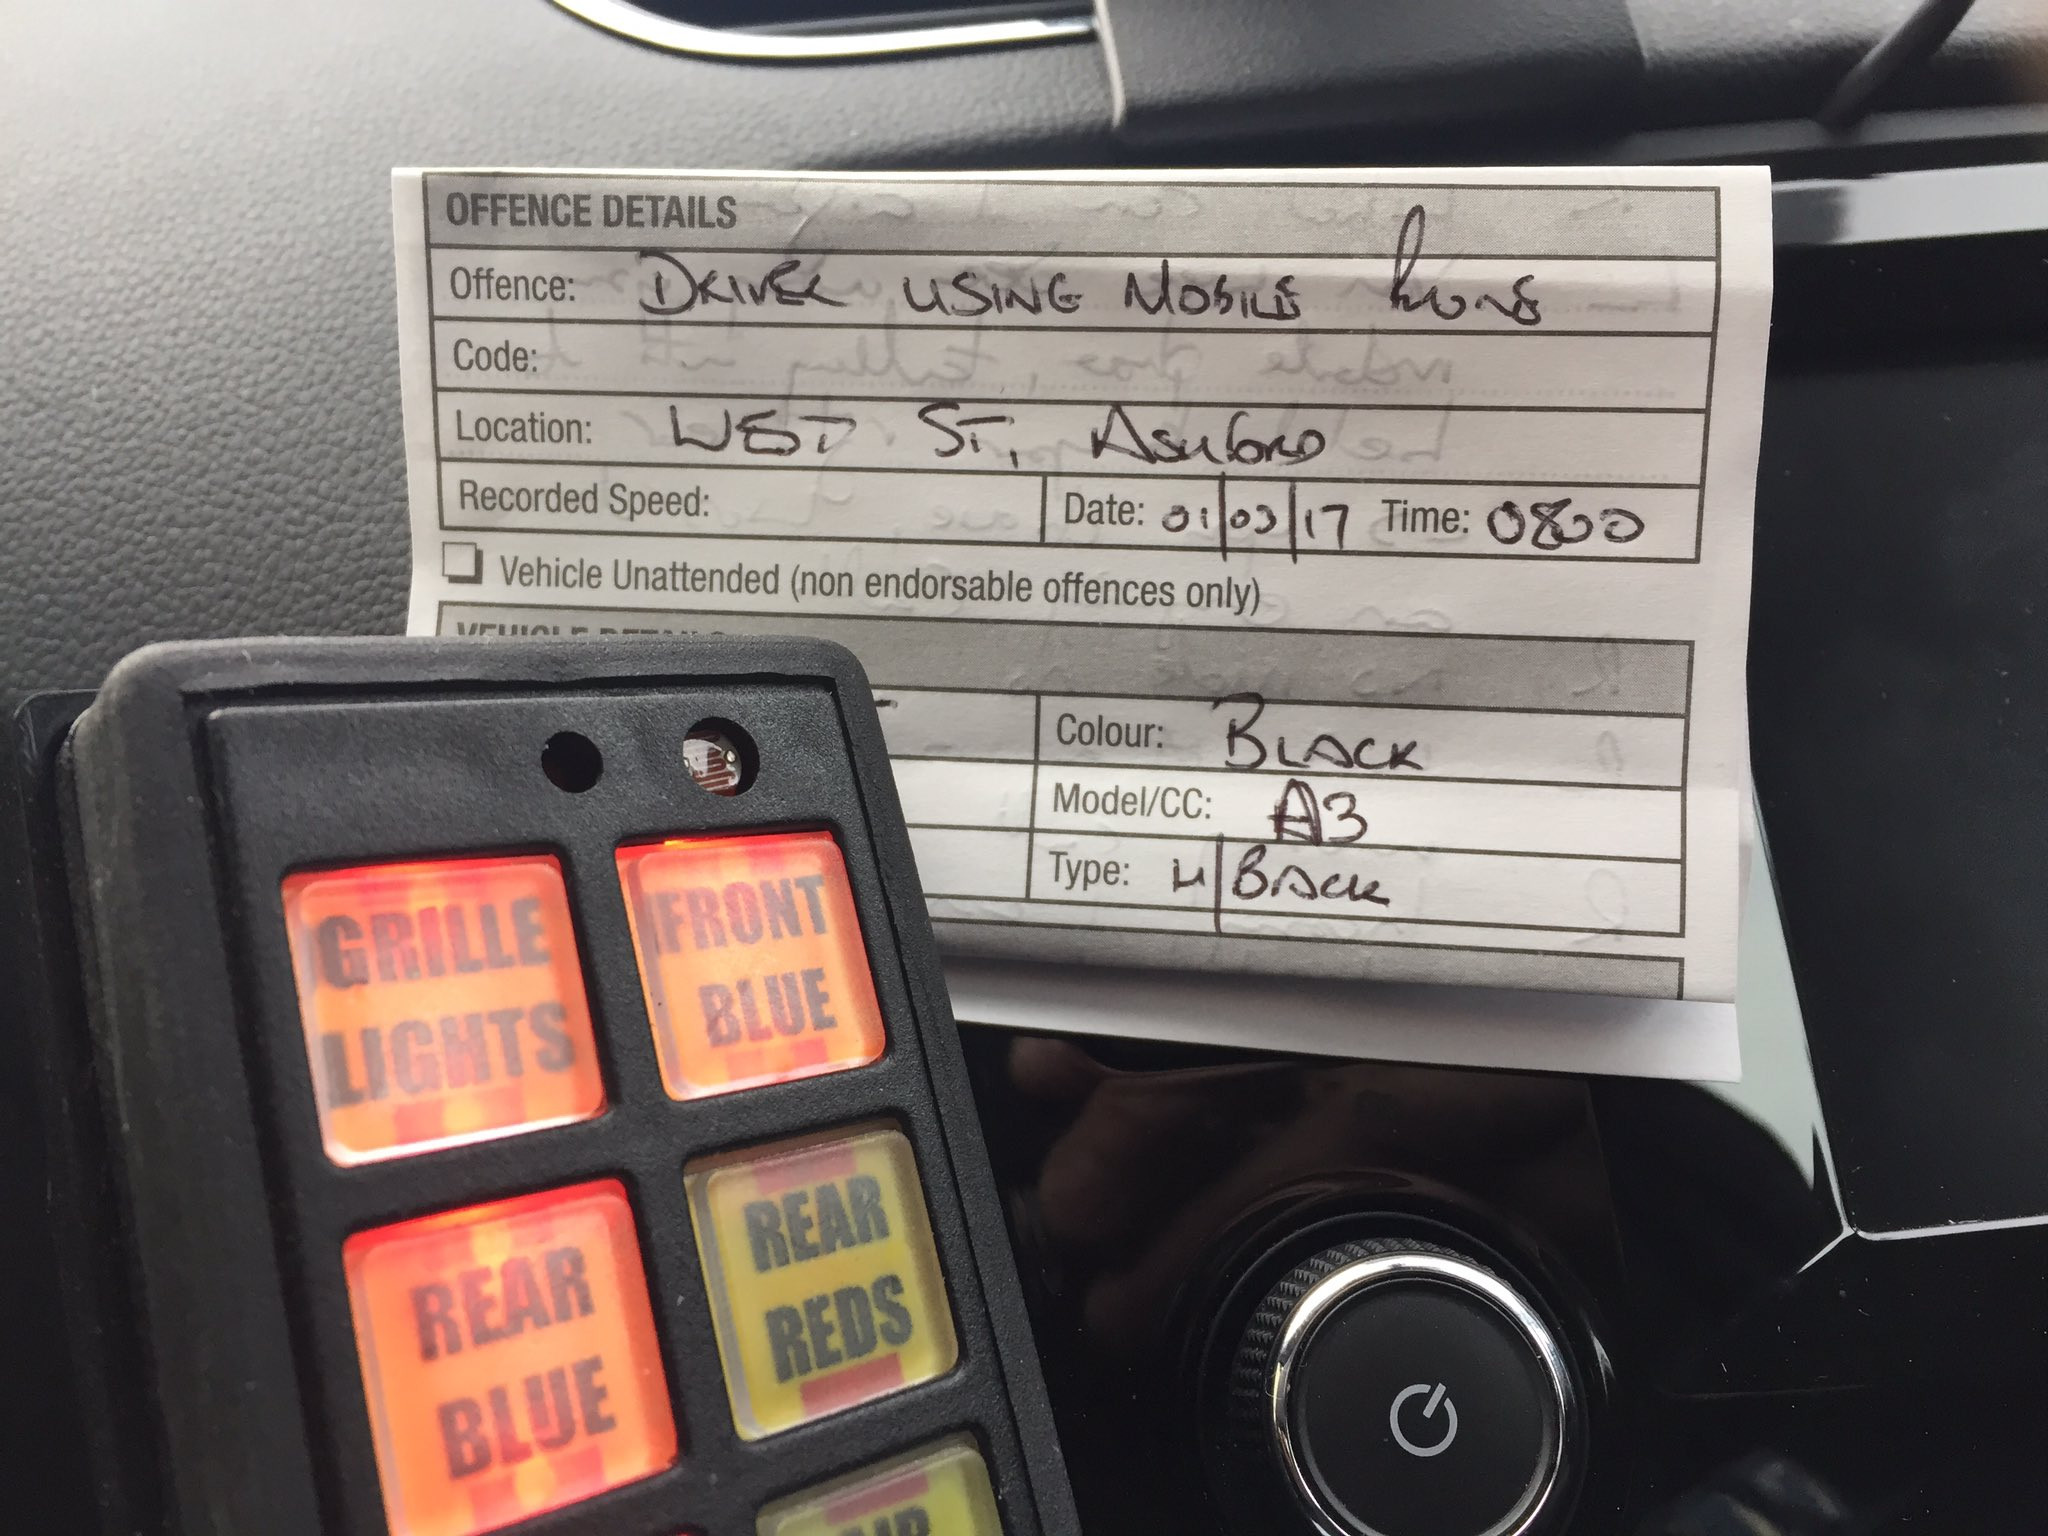 OFFENCE DETAILS
Offence: DRIVER USING MOBILE PHONE
Code:
Location: WEST ST, ASHFORD
Recorded Speed: Date: 01/03/17 Time: 0800
Vehicle Unattended (non endorsable offences only)
VEHICLE DETAILS
Colour: BLACK
Model/CC: A3
Type: H/BACK
GRILLE
LIGHTS
FRONT
BLUE
REAR
BLUE
REAR
REDS